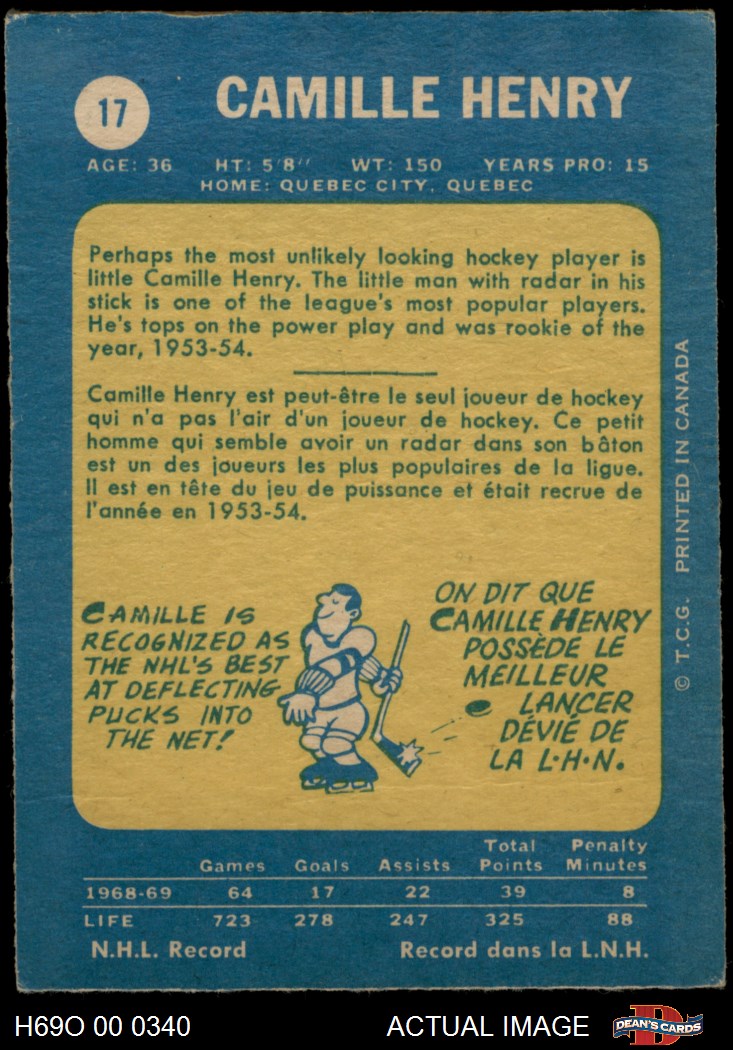 17
CAMILLE HENRY
AGE: 36 HT: 5'8" WT: 150 YEARS PRO: 15
HOME: QUEBEC CITY, QUEBEC
Perhaps the most unlikely looking hockey player is
little Camille Henry. The little man with radar in his
stick is one of the league's most popular players.
He's tops on the power play and was rookie of the
year, 1953-54.
Camille Henry est peut-être le seul joueur de hockey
qui n'a pas l'air d'un joueur de hockey. Ce petit
homme qui semble avoir un radar dans son bâton
est un des joueurs les plus populaires de la ligue.
Il est en tête du jeu de puissance et était recrue de
l'année en 1953-54.
CAMILLE IS
RECOGNIZED AS
THE NHL'S BEST
AT DEFLECTING
PUCKS INTO
THE NET!
ON DIT QUE
CAMILLE HENRY
POSSÈDE LE
MEILLEUR
LANCER
DÉVIÉ DE
LA L·H·N.
© T.C.G. PRINTED IN CANADA
Total Penalty
Games Goals Assists Points Minutes
1968-69 64 17 22 39 8
LIFE 723 278 247 325 88
N.H.L. Record Record dans la L.N.H.
H69O 00 0340 ACTUAL IMAGE D DEAN'S CARDS